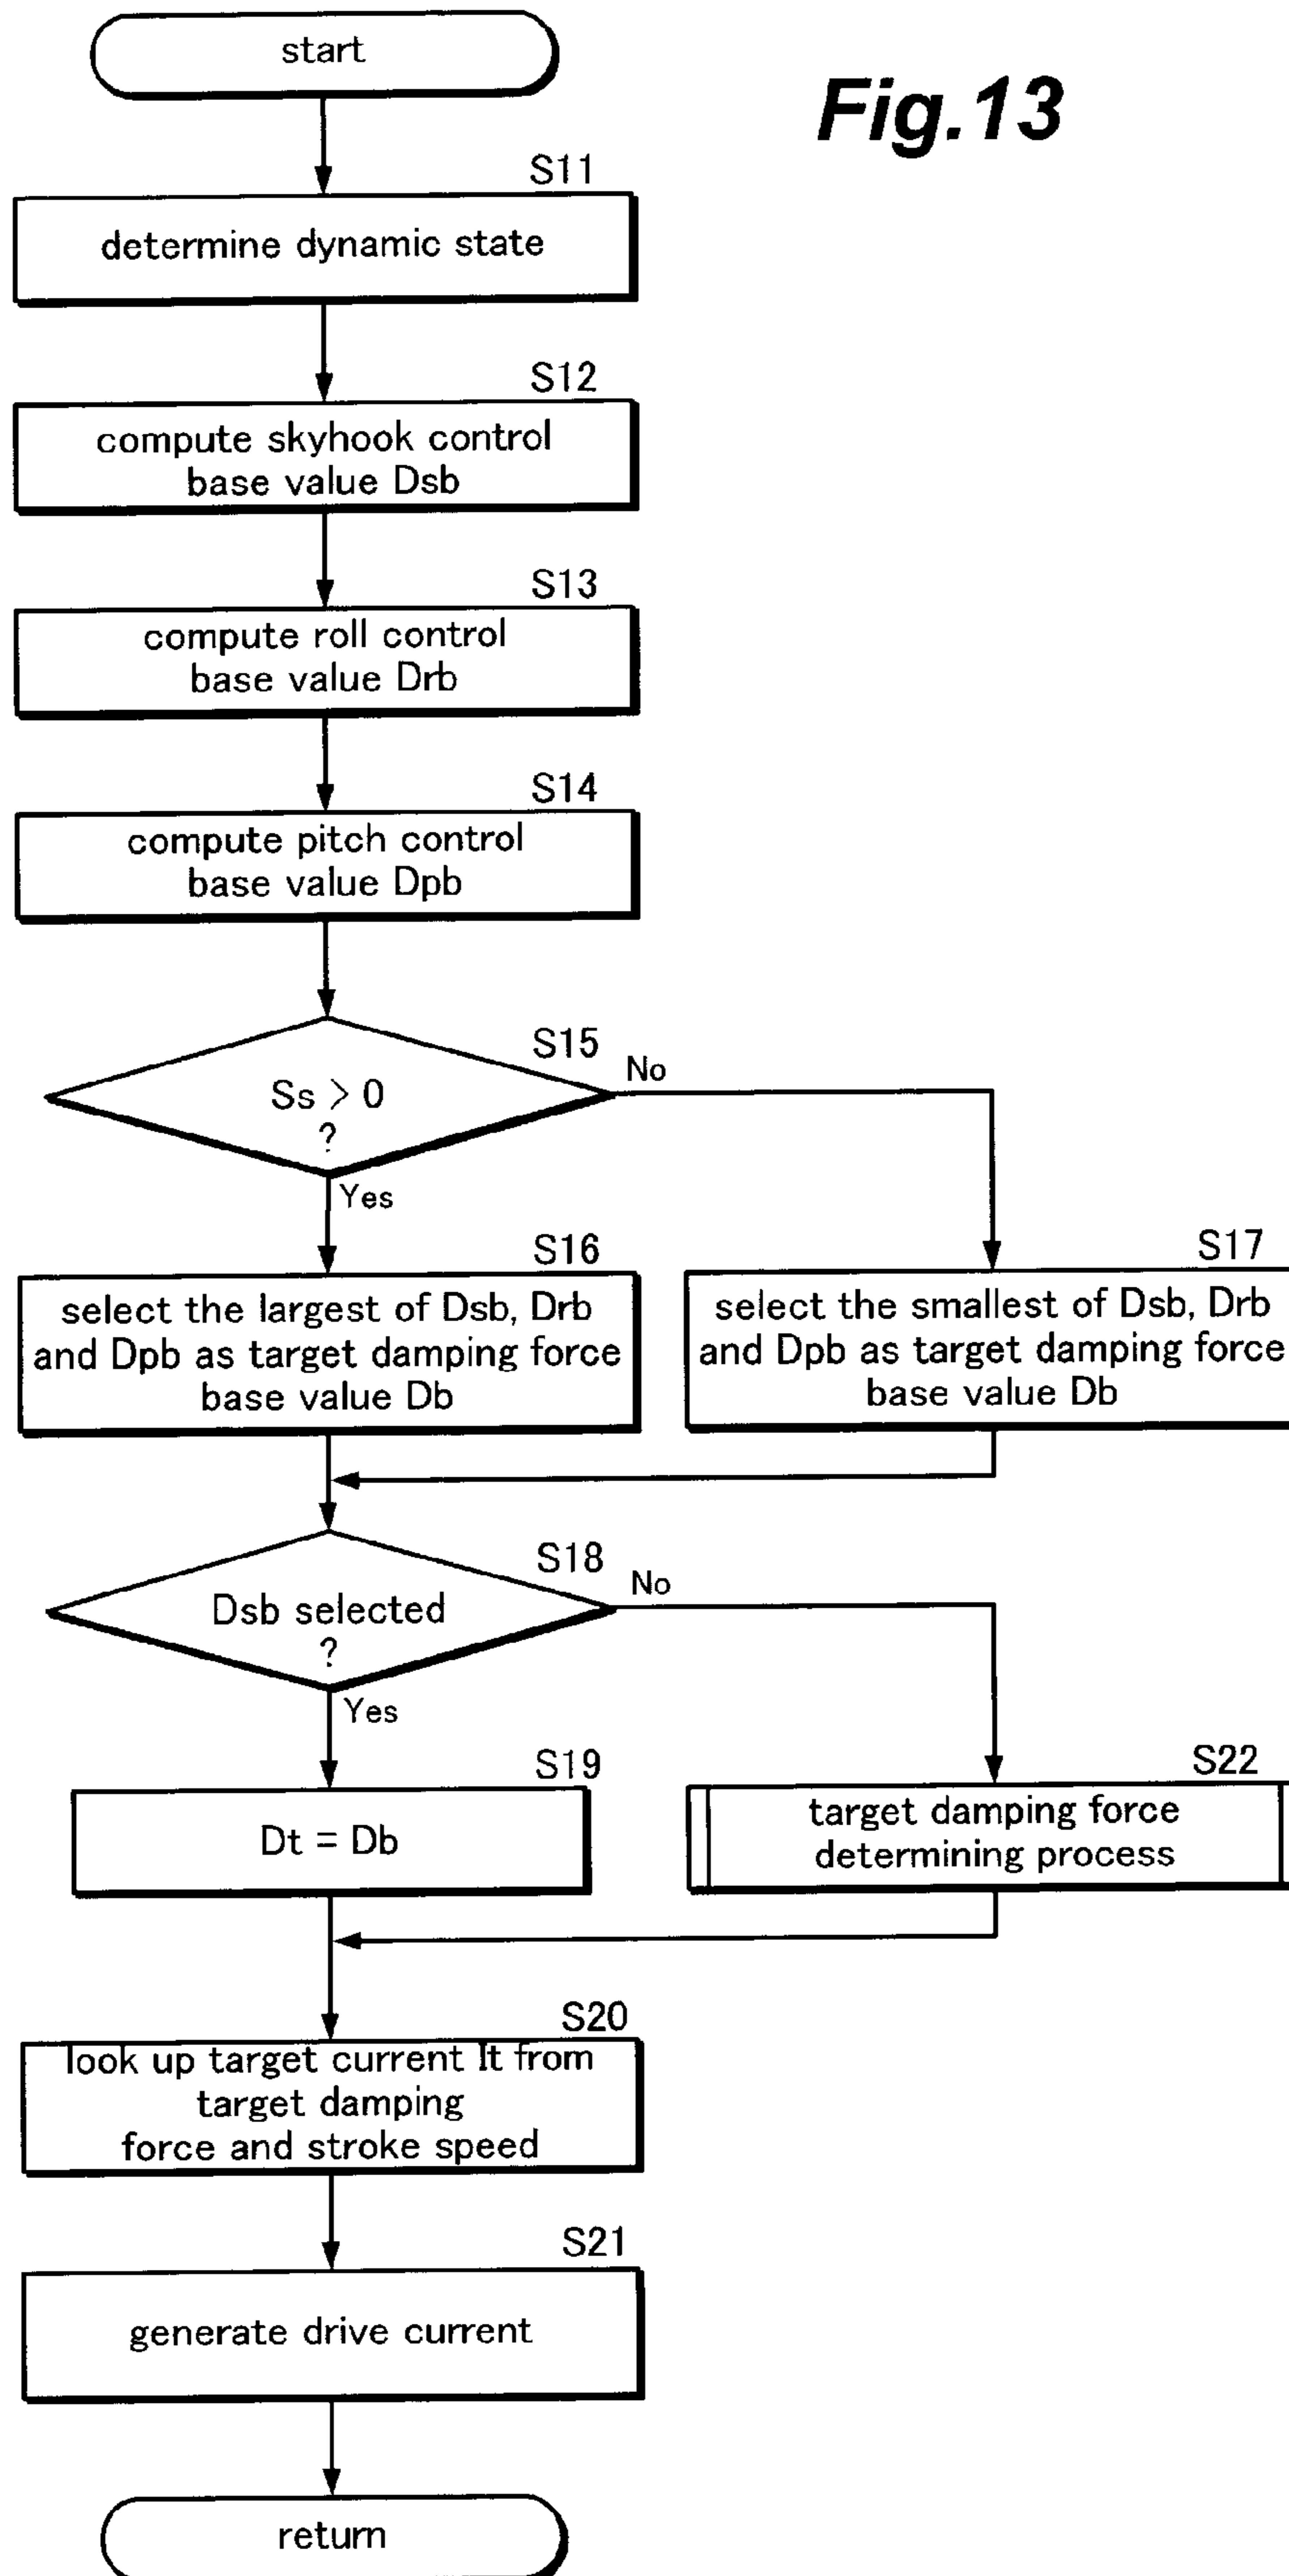 start
Fig.13
S11
determine dynamic state
S12
compute skyhook control
base value Dsb
S13
compute roll control
base value Drb
S14
compute pitch control
base value Dpb
S15
No
Ss > 0
?
Yes
S16
select the largest of Dsb, Drb
and Dpb as target damping force
base value Db
S17
select the smallest of Dsb, Drb
and Dpb as target damping force
base value Db
S18
No
Dsb selected
?
Yes
S19
Dt = Db
S22
target damping force
determining process
S20
look up target current It from
target damping
force and stroke speed
S21
generate drive current
return